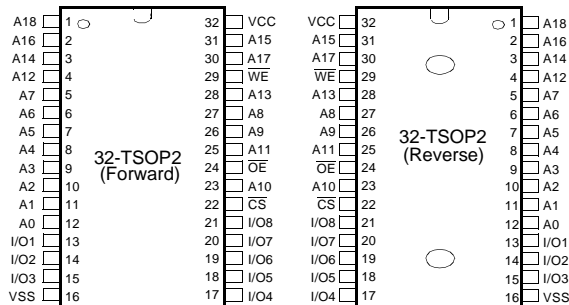 A18 1 32 VCC VCC 32 1 A18
A16 2 31 A15 A15 31 2 A16
A14 3 30 A17 A17 30 3 A14
A12 4 29 WE WE 29 4 A12
A7 5 28 A13 A13 28 5 A7
A6 6 27 A8 A8 27 6 A6
A5 7 26 A9 A9 26 7 A5
A4 8 25 A11 A11 25 8 A4
32-TSOP2
(Forward)
32-TSOP2
(Reverse)
A3 9 24 OE OE 24 9 A3
A2 10 23 A10 A10 23 10 A2
A1 11 22 CS CS 22 11 A1
A0 12 21 I/O8 I/O8 21 12 A0
I/O1 13 20 I/O7 I/O7 20 13 I/O1
I/O2 14 19 I/O6 I/O6 19 14 I/O2
I/O3 15 18 I/O5 I/O5 18 15 I/O3
VSS 16 17 I/O4 I/O4 17 16 VSS